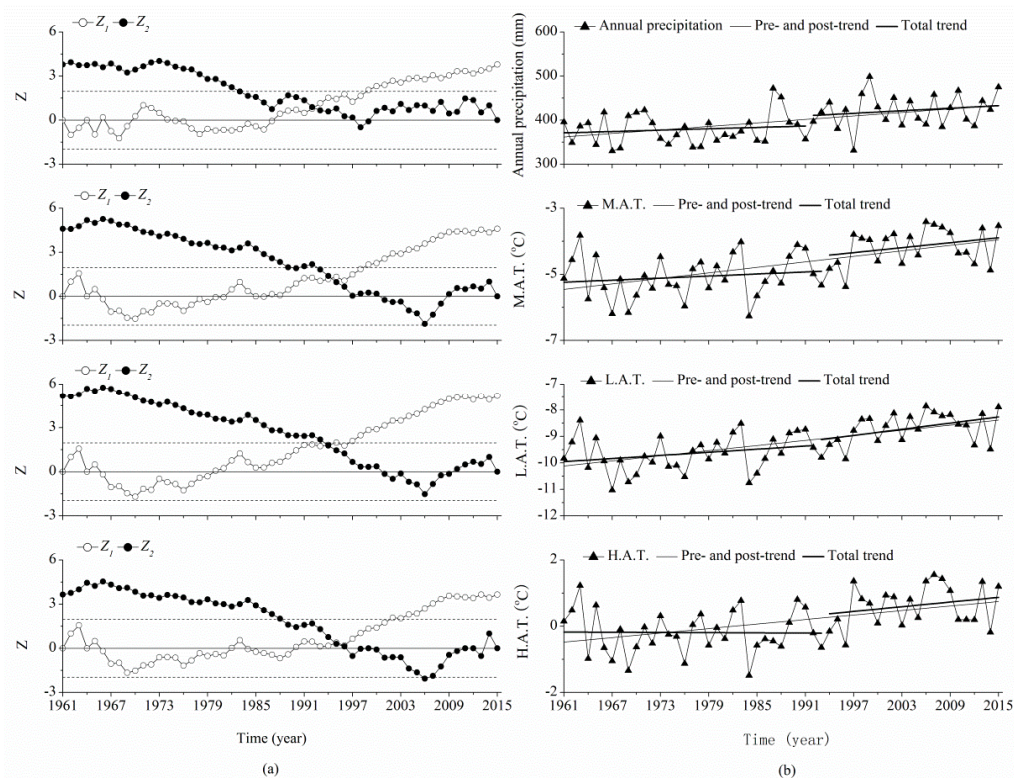 Z1 Z2
6
3
0
-3
Z
Z1 Z2
6
3
0
-3
Z
Z1 Z2
6
3
0
-3
Z
Z1 Z2
6
3
0
-3
Z
1961 1967 1973 1979 1985 1991 1997 2003 2009 2015
Time (year)
(a)
Annual precipitation Pre- and post-trend Total trend
600
500
400
300
Annual precipitation (mm)
M.A.T. Pre- and post-trend Total trend
-3
-5
-7
M.A.T. (°C)
L.A.T. Pre- and post-trend Total trend
-7
-8
-9
-10
-11
-12
L.A.T. (°C)
H.A.T. Pre- and post-trend Total trend
2
1
0
-1
-2
H.A.T. (°C)
1961 1967 1973 1979 1985 1991 1997 2003 2009 2015
Time (year)
(b)